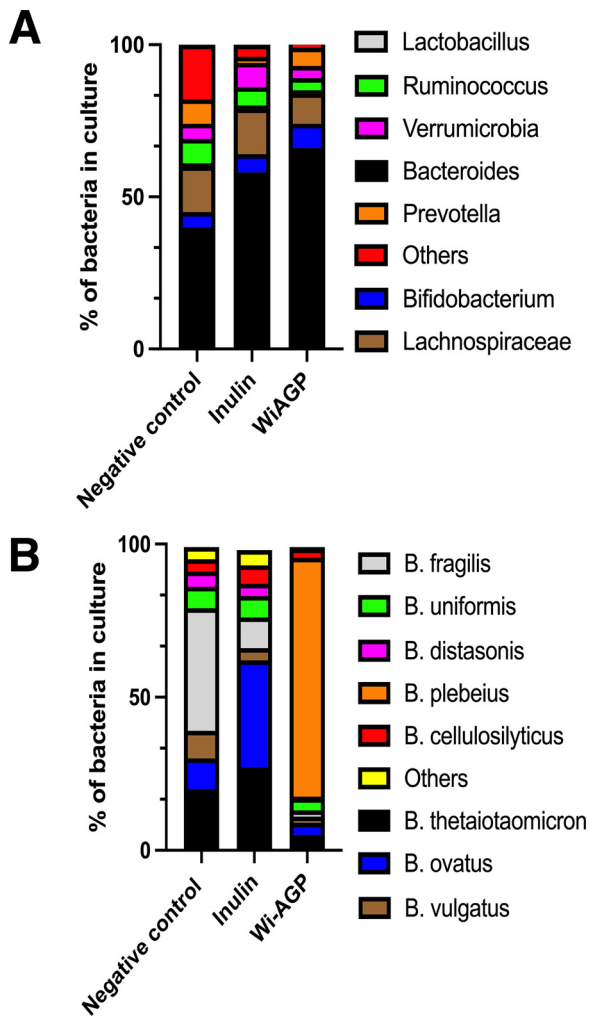 A
% of bacteria in culture
100
50
0
Negative control
Inulin
WiAGP
Lactobacillus
Ruminococcus
Verrumicrobia
Bacteroides
Prevotella
Others
Bifidobacterium
Lachnospiraceae
B
% of bacteria in culture
100
50
0
Negative control
Inulin
Wi-AGP
B. fragilis
B. uniformis
B. distasonis
B. plebeius
B. cellulosilyticus
Others
B. thetaiotaomicron
B. ovatus
B. vulgatus